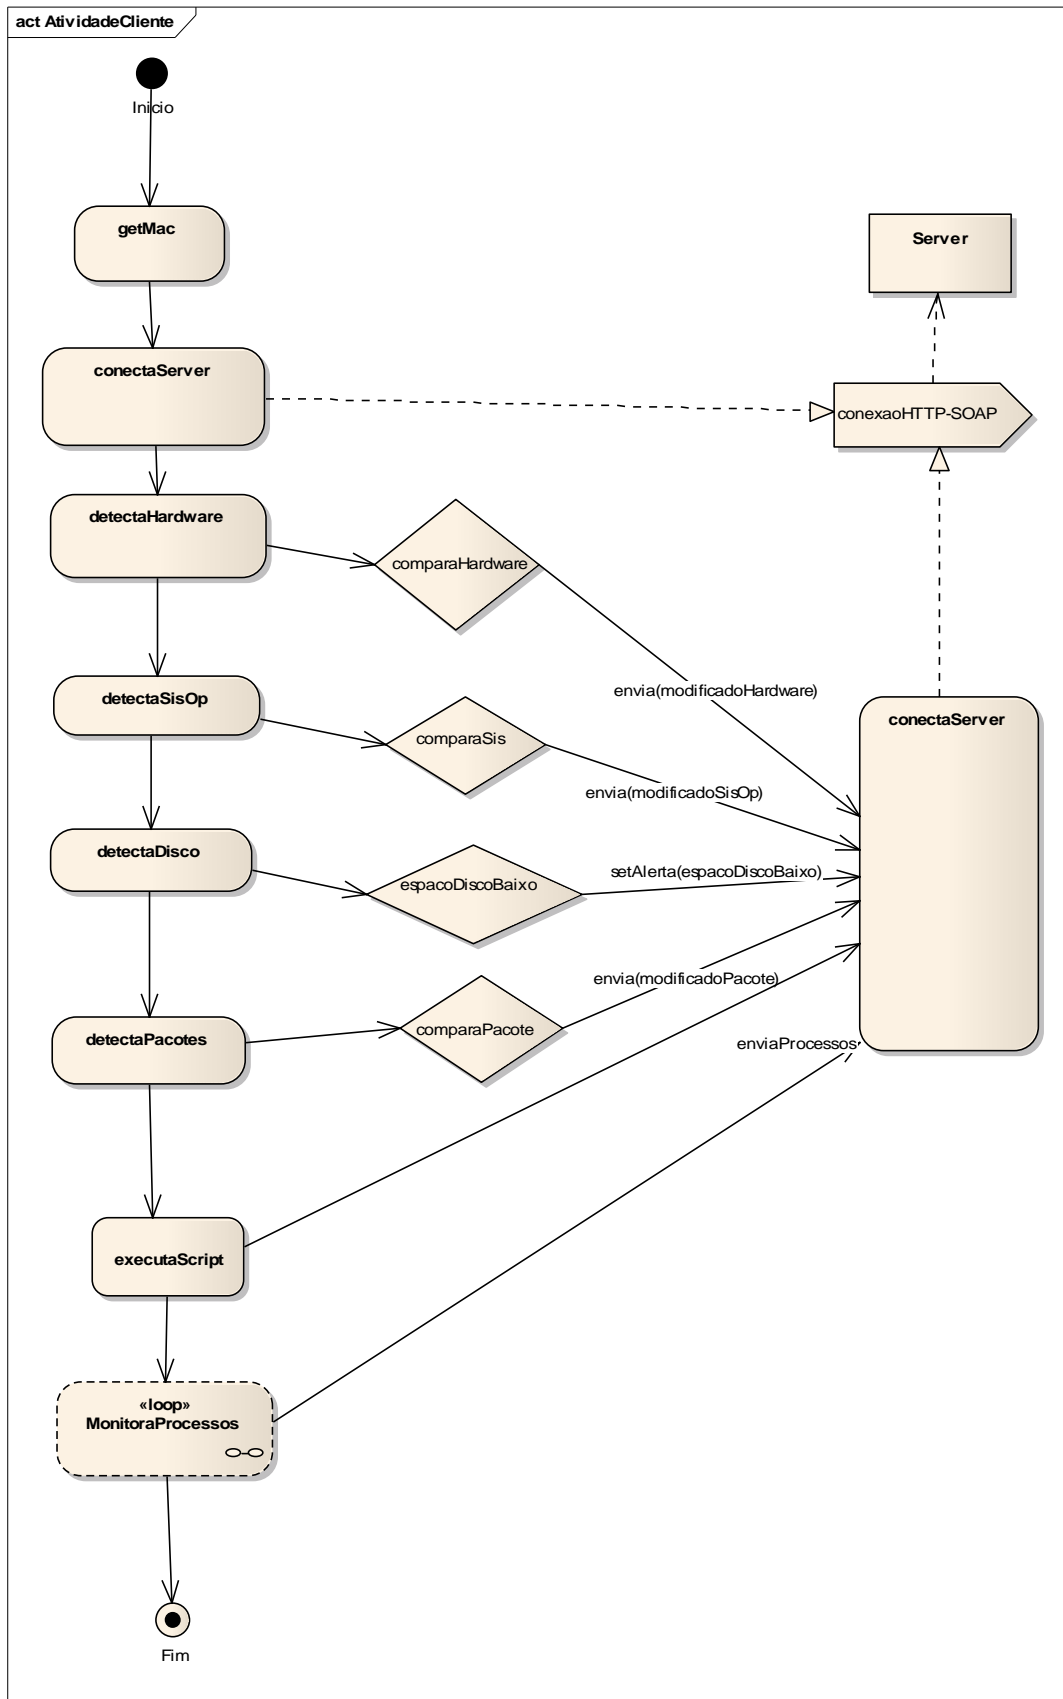 act AtividadeCliente
Inicio
getMac
Server
conectaServer
conexaoHTTP-SOAP
detectaHardware
comparaHardware
envia(modificadoHardware)
detectaSisOp
comparaSis
conectaServer
envia(modificadoSisOp)
detectaDisco
espacoDiscoBaixo
setAlerta(espacoDiscoBaixo)
envia(modificadoPacote)
detectaPacotes
comparaPacote
enviaProcessos
executaScript
«loop»
MonitoraProcessos
Fim